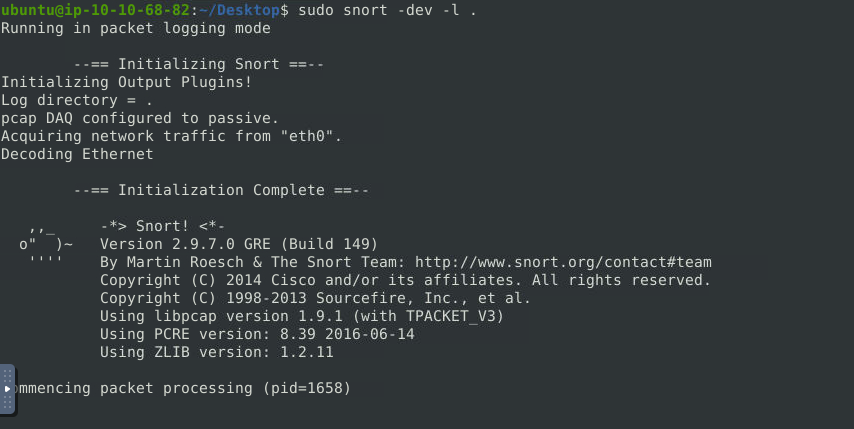 ubuntu@ip-10-10-68-82:~/Desktop$ sudo snort -dev -l .
Running in packet logging mode
--== Initializing Snort ==--
Initializing Output Plugins!
Log directory = .
pcap DAQ configured to passive.
Acquiring network traffic from "eth0".
Decoding Ethernet
--== Initialization Complete ==--
,,_ -*> Snort! <*-
o" )~ Version 2.9.7.0 GRE (Build 149)
'''' By Martin Roesch & The Snort Team: http://www.snort.org/contact#team
Copyright (C) 2014 Cisco and/or its affiliates. All rights reserved.
Copyright (C) 1998-2013 Sourcefire, Inc., et al.
Using libpcap version 1.9.1 (with TPACKET_V3)
Using PCRE version: 8.39 2016-06-14
Using ZLIB version: 1.2.11
ommencing packet processing (pid=1658)